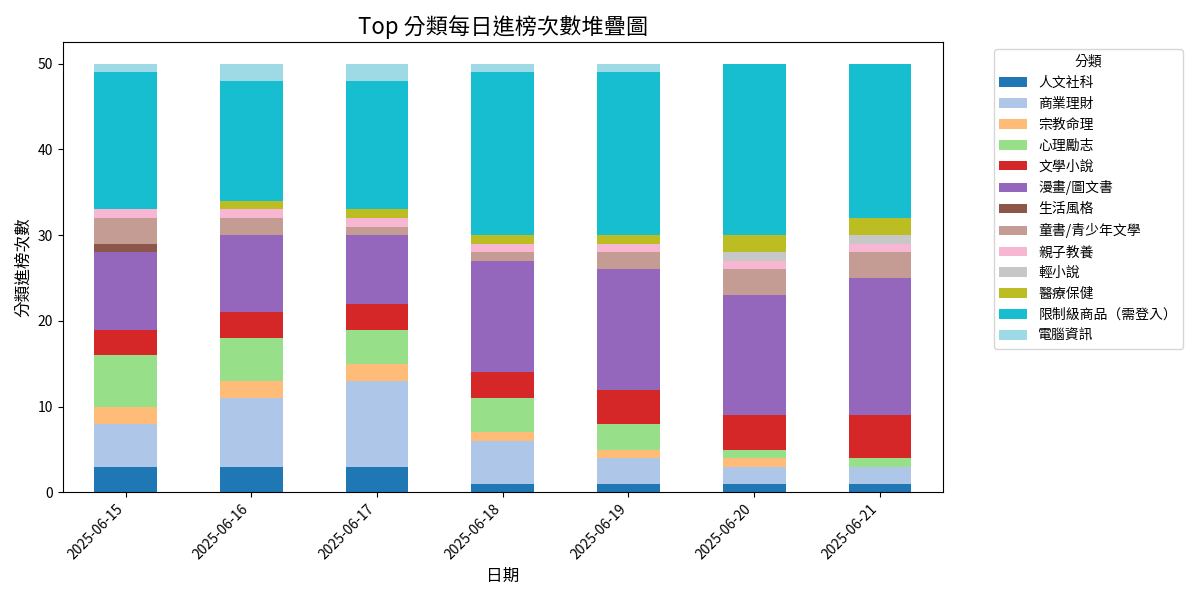 Top 分類每日進榜次數堆疊圖
分類進榜次數
50
40
30
20
10
0
2025-06-15
2025-06-16
2025-06-17
2025-06-18
2025-06-19
2025-06-20
2025-06-21
日期
分類
人文社科
商業理財
宗教命理
心理勵志
文學小說
漫畫/圖文書
生活風格
童書/青少年文學
親子教養
輕小說
醫療保健
限制級商品（需登入）
電腦資訊